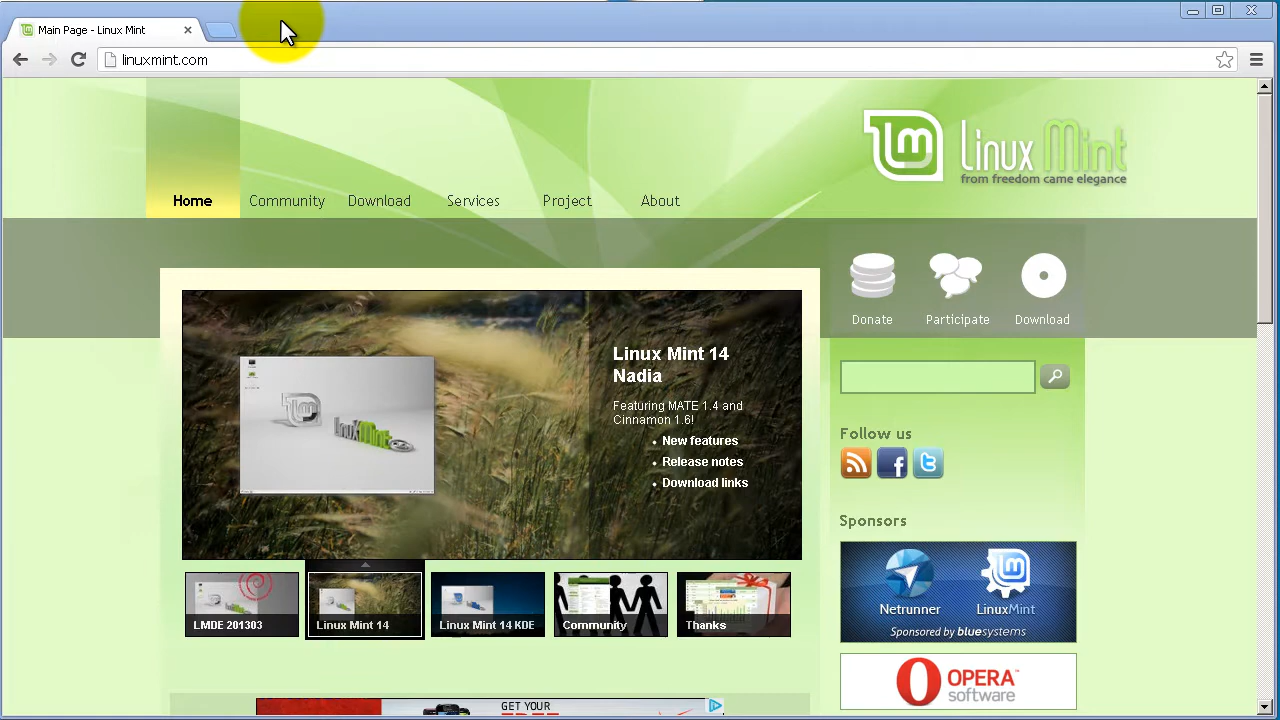 Main Page - Linux Mint
linuxmint.com
Linux Mint
from freedom came elegance
Home Community Download Services Project About
Donate Participate Download
Linux Mint 14
Nadia
Featuring MATE 1.4 and
Cinnamon 1.6!
New features
Release notes
Download links
Follow us
Sponsors
Netrunner LinuxMint
Sponsored by bluesystems
LMDE 201303 Linux Mint 14 Linux Mint 14 KDE Community Thanks
OPERA
software
GET YOUR